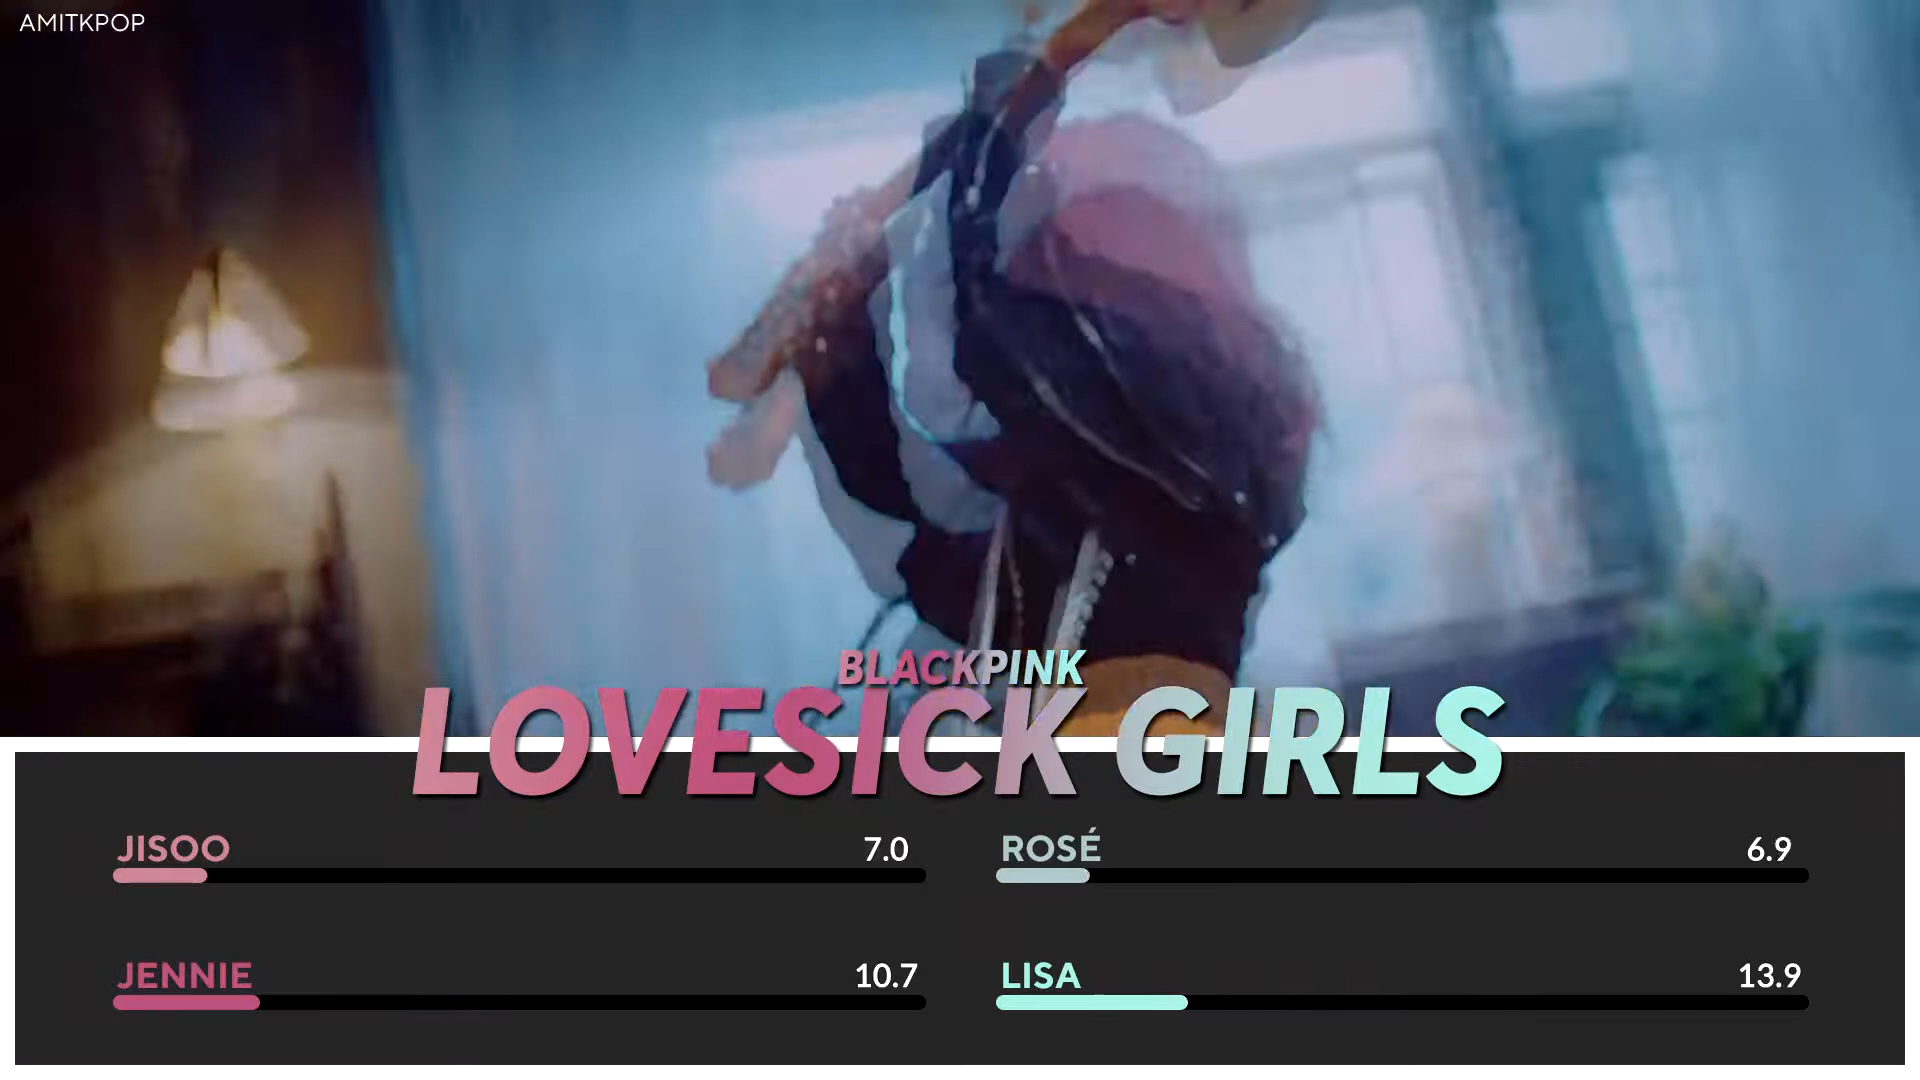 AMITKPOP
BLACKPINK
LOVESICK GIRLS
JISOO 7.0
ROSÉ 6.9
JENNIE 10.7
LISA 13.9